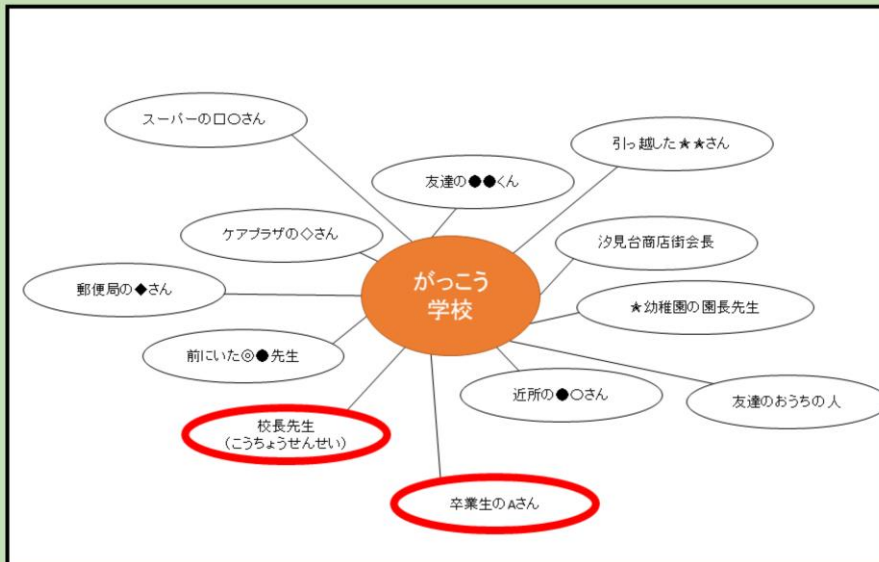 スーパーの□○さん
引っ越した★★さん
友達の●●くん
ケアプラザの◇さん
汐見台商店街会長
がっこう
学校
郵便局の◆さん
★幼稚園の園長先生
前にいた◎●先生
近所の●○さん
友達のおうちの人
校長先生
(こうちょうせんせい)
卒業生のAさん